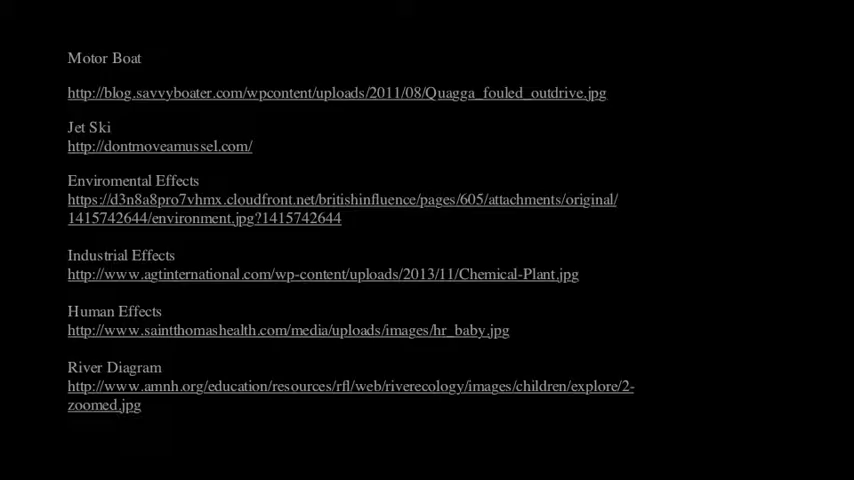 Motor Boat
http://blog.savvyboater.com/wpcontent/uploads/2011/08/Quagga_fouled_outdrive.jpg
Jet Ski
http://dontmoveamussel.com/
Enviromental Effects
https://d3n8a8pro7vhmx.cloudfront.net/britishinfluence/pages/605/attachments/original/
1415742644/environment.jpg?1415742644
Industrial Effects
http://www.agtinternational.com/wp-content/uploads/2013/11/Chemical-Plant.jpg
Human Effects
http://www.saintthomashealth.com/media/uploads/images/hr_baby.jpg
River Diagram
http://www.amnh.org/education/resources/rfl/web/riverecology/images/children/explore/2-
zoomed.jpg